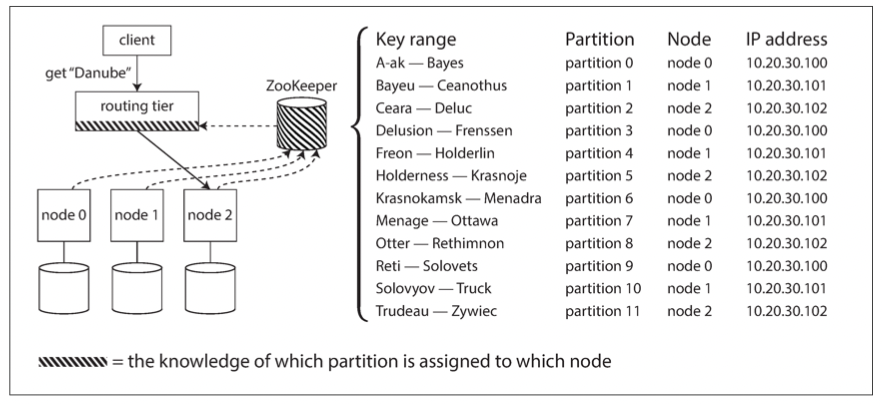 client
get “Danube”
routing tier
ZooKeeper
node 0 node 1 node 2
Key range Partition Node IP address
A-ak — Bayes partition 0 node 0 10.20.30.100
Bayeu — Ceanothus partition 1 node 1 10.20.30.101
Ceara — Deluc partition 2 node 2 10.20.30.102
Delusion — Frenssen partition 3 node 0 10.20.30.100
Freon — Holderlin partition 4 node 1 10.20.30.101
Holderness — Krasnoje partition 5 node 2 10.20.30.102
Krasnokamsk — Menadra partition 6 node 0 10.20.30.100
Menage — Ottawa partition 7 node 1 10.20.30.101
Otter — Rethimnon partition 8 node 2 10.20.30.102
Reti — Solovets partition 9 node 0 10.20.30.100
Solovyov — Truck partition 10 node 1 10.20.30.101
Trudeau — Zywiec partition 11 node 2 10.20.30.102
= the knowledge of which partition is assigned to which node